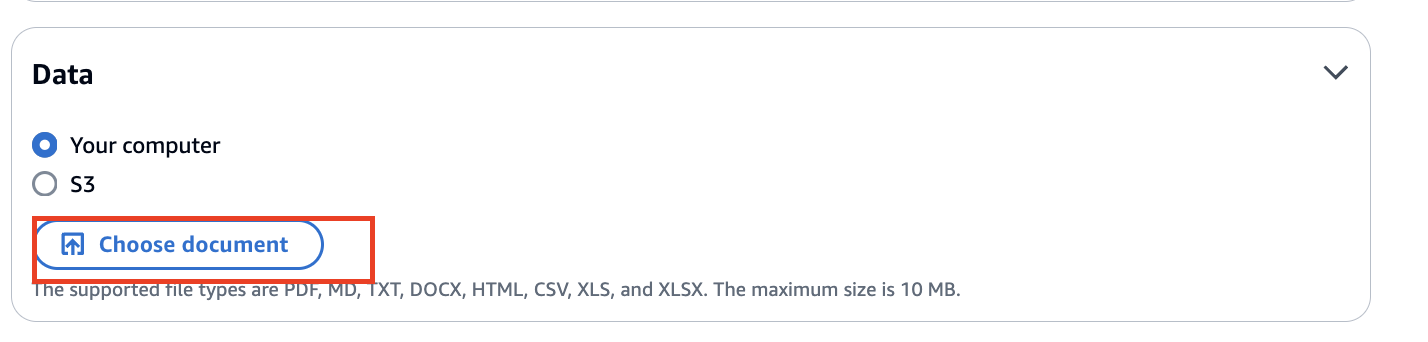 Data
Your computer
S3
Choose document
The supported file types are PDF, MD, TXT, DOCX, HTML, CSV, XLS, and XLSX. The maximum size is 10 MB.